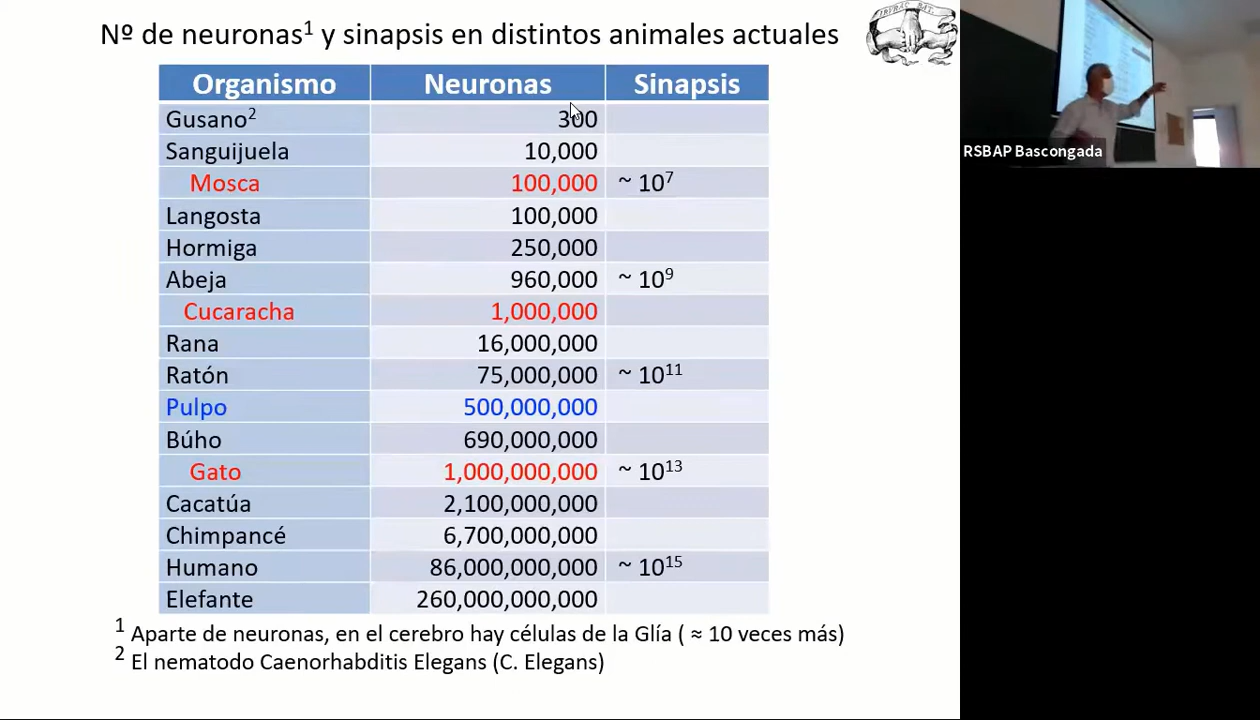 Nº de neuronas¹ y sinapsis en distintos animales actuales
Organismo Neuronas Sinapsis
Gusano² 300
Sanguijuela 10,000
Mosca 100,000 ~ 10⁷
Langosta 100,000
Hormiga 250,000
Abeja 960,000 ~ 10⁹
Cucaracha 1,000,000
Rana 16,000,000
Ratón 75,000,000 ~ 10¹¹
Pulpo 500,000,000
Búho 690,000,000
Gato 1,000,000,000 ~ 10¹³
Cacatúa 2,100,000,000
Chimpancé 6,700,000,000
Humano 86,000,000,000 ~ 10¹⁵
Elefante 260,000,000,000
¹ Aparte de neuronas, en el cerebro hay células de la Glía ( ≈ 10 veces más)
² El nematodo Caenorhabditis Elegans (C. Elegans)
RSBAP Bascongada